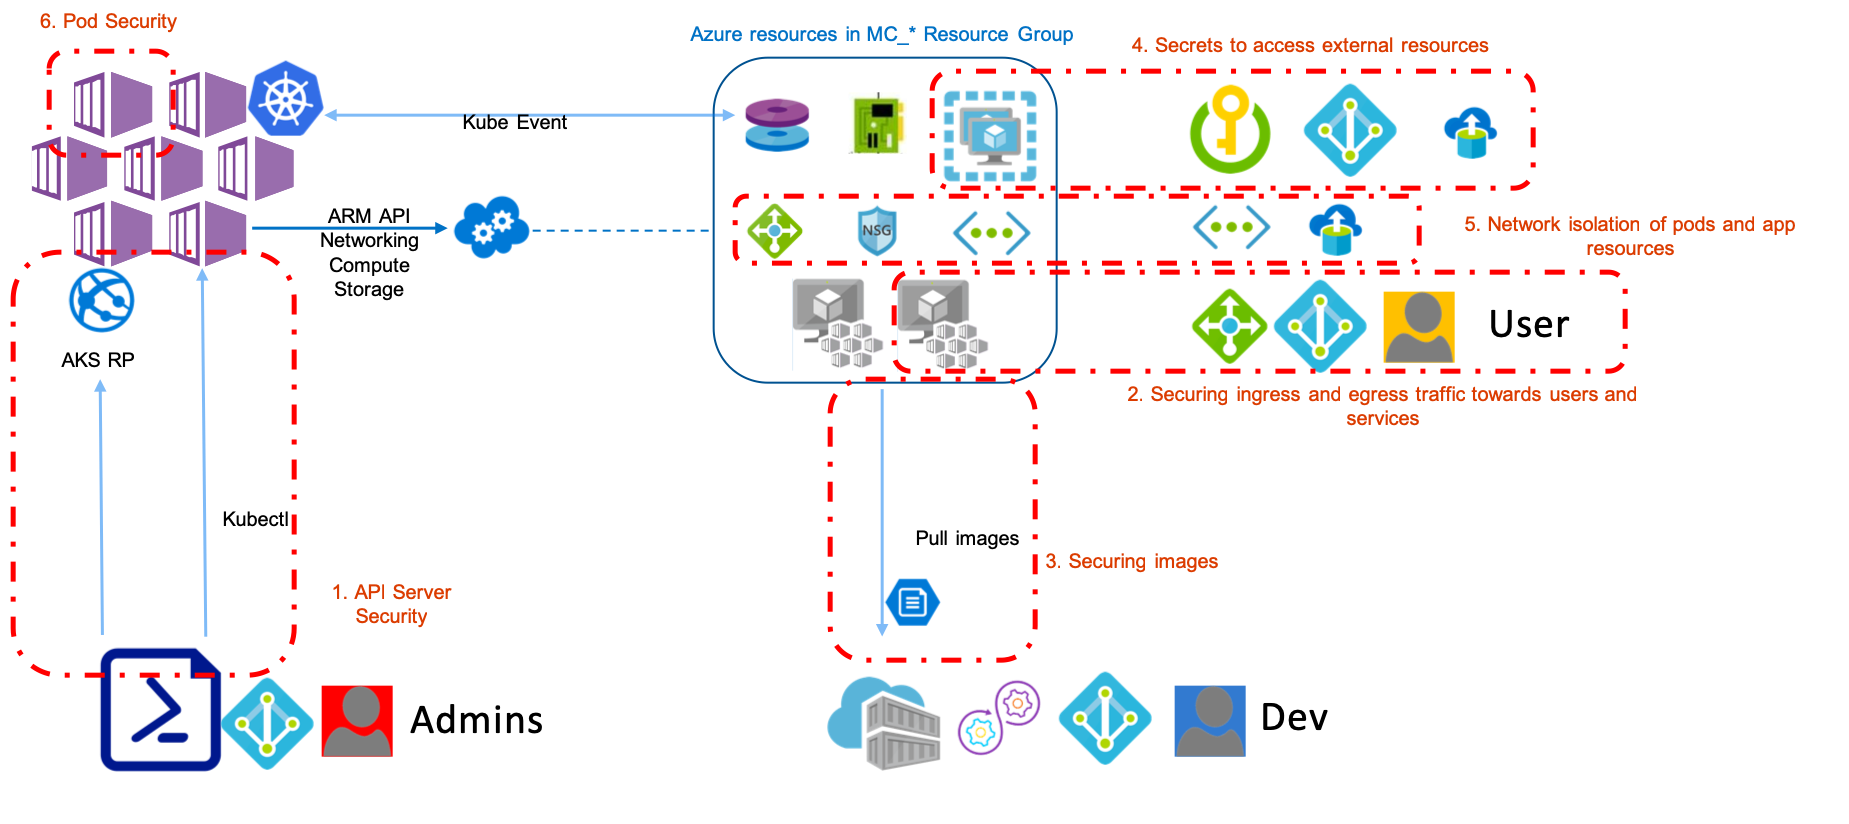 6. Pod Security
Azure resources in MC_* Resource Group
4. Secrets to access external resources
Kube Event
ARM API
Networking
Compute
Storage
NSG
5. Network isolation of pods and app
resources
AKS RP
User
2. Securing ingress and egress traffic towards users and
services
Kubectl
Pull images
3. Securing images
1. API Server
Security
Admins
Dev